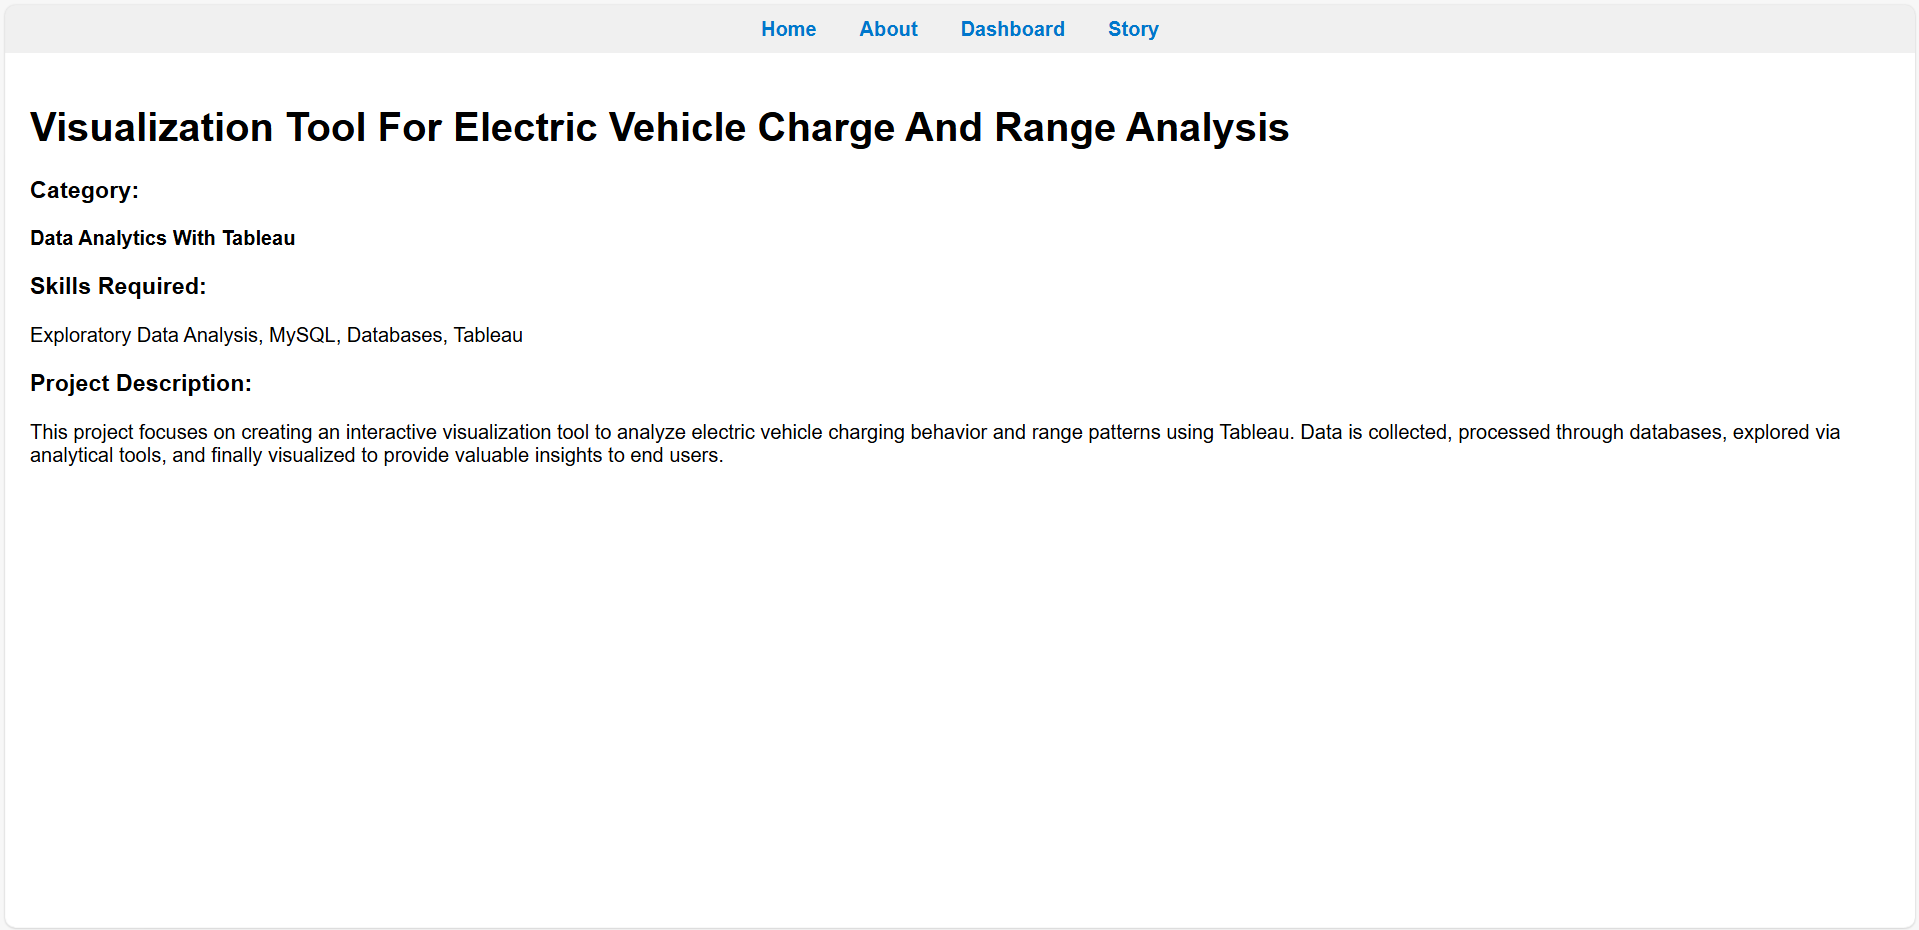 Home About Dashboard Story
Visualization Tool For Electric Vehicle Charge And Range Analysis
Category:
Data Analytics With Tableau
Skills Required:
Exploratory Data Analysis, MySQL, Databases, Tableau
Project Description:
This project focuses on creating an interactive visualization tool to analyze electric vehicle charging behavior and range patterns using Tableau. Data is collected, processed through databases, explored via
analytical tools, and finally visualized to provide valuable insights to end users.